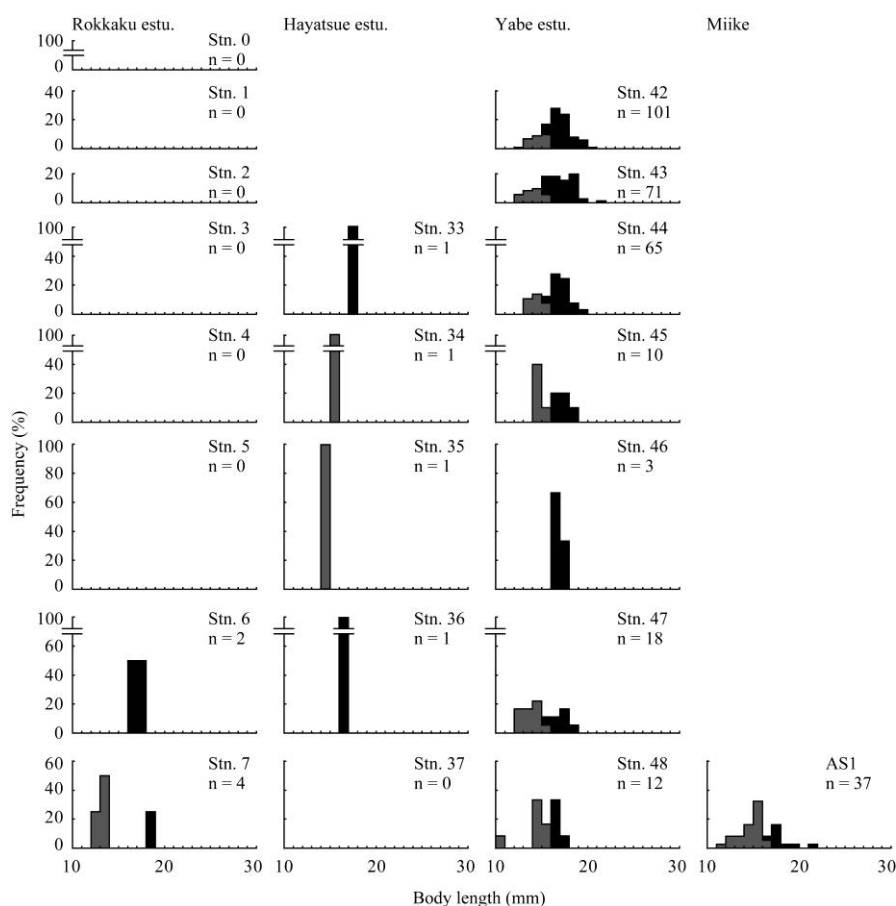 Rokkaku estu. Hayatsue estu. Yabe estu. Miike
100
0
Stn. 0
n = 0
40
20
0
Stn. 1
n = 0
Stn. 42
n = 101
20
0
Stn. 2
n = 0
Stn. 43
n = 71
100
40
20
0
Stn. 3
n = 0
Stn. 33
n = 1
Stn. 44
n = 65
100
40
20
0
Stn. 4
n = 0
Stn. 34
n = 1
Stn. 45
n = 10
Frequency (%)
100
80
60
40
20
0
Stn. 5
n = 0
Stn. 35
n = 1
Stn. 46
n = 3
100
60
40
20
0
Stn. 6
n = 2
Stn. 36
n = 1
Stn. 47
n = 18
60
40
20
0
Stn. 7
n = 4
Stn. 37
n = 0
Stn. 48
n = 12
AS1
n = 37
10 20 30 10 20 30 10 20 30 10 20 30
Body length (mm)